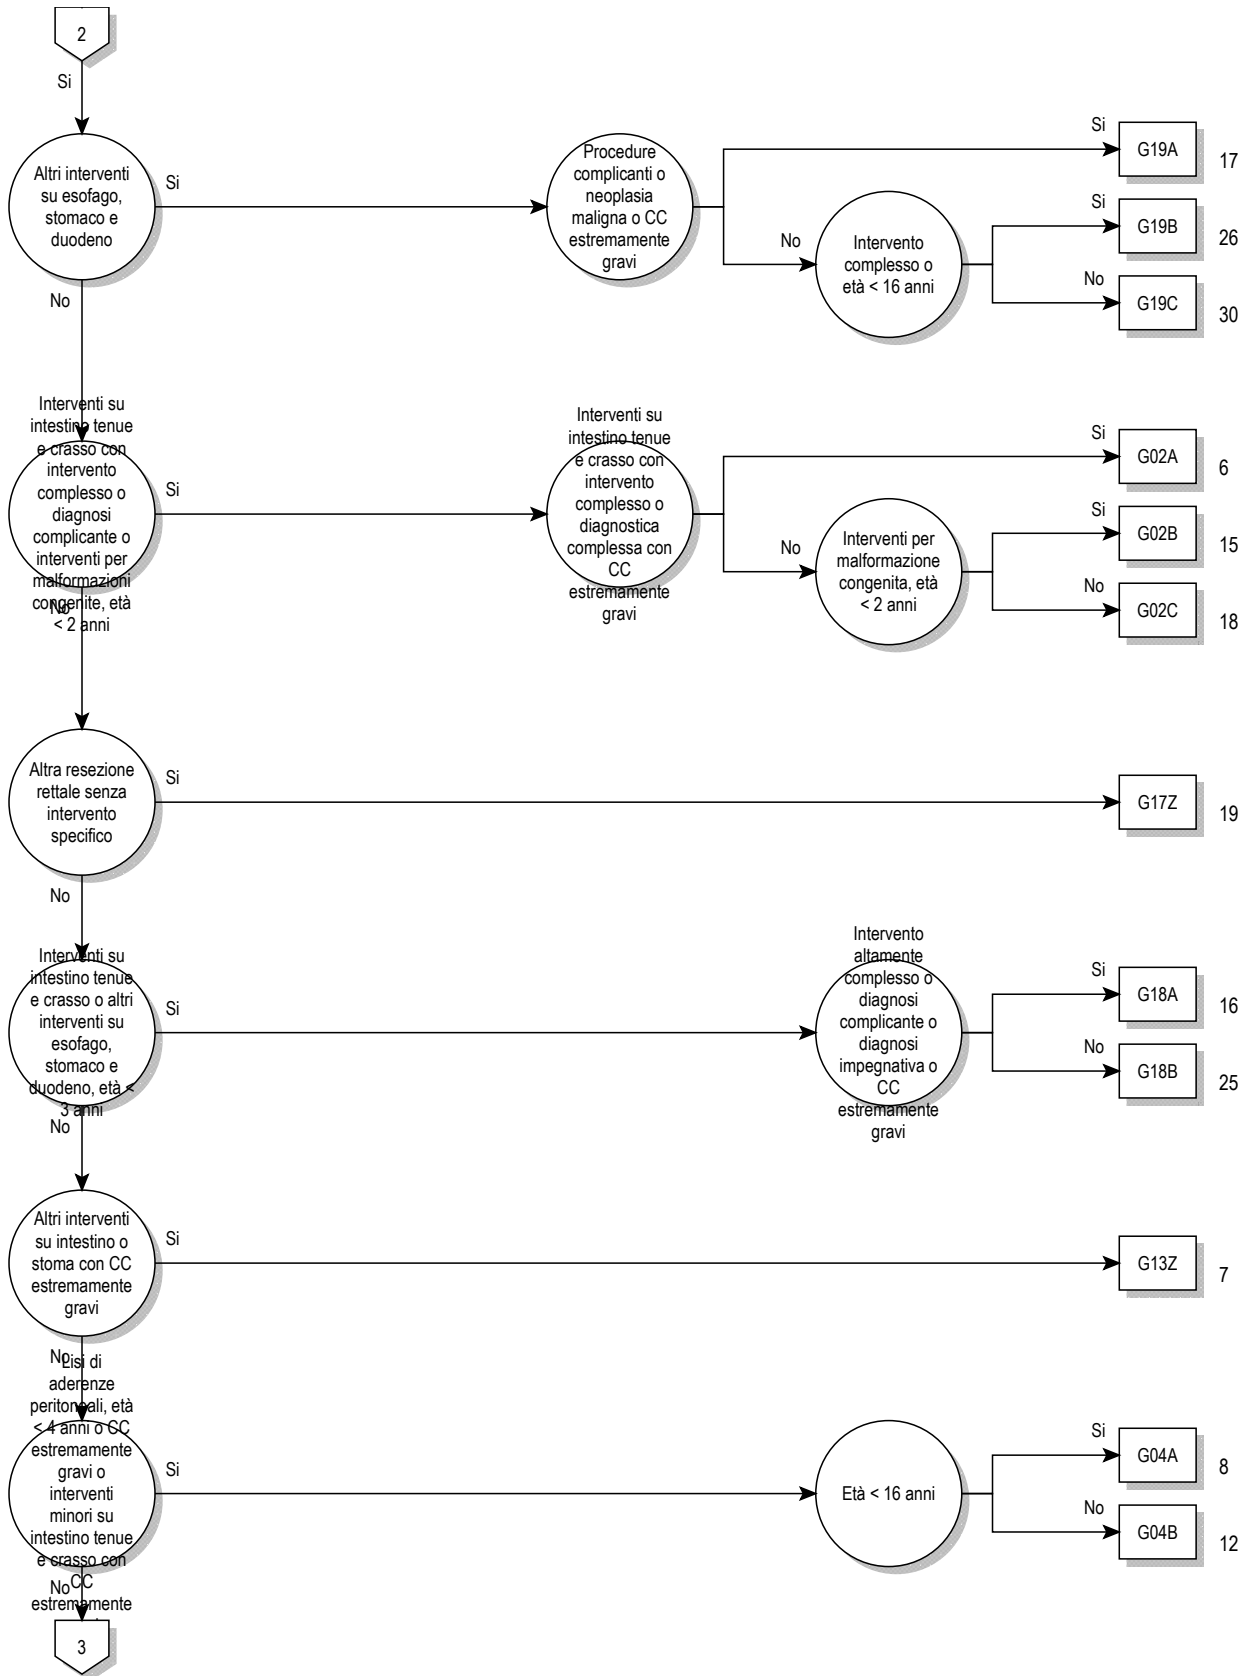 2
Si
Altri interventi
su esofago,
stomaco e
duodeno
Si
Procedure
complicanti o
neoplasia
maligna o CC
estremamente
gravi
Si
G19A
17
No
Intervento
complesso o
età < 16 anni
Si
G19B
26
No
G19C
30
No
Interventi su
intestino tenue
e crasso con
intervento
complesso o
diagnosi
complicante o
interventi per
malformazioni
congenite, età
< 2 anni
Si
Interventi su
intestino tenue
e crasso con
intervento
complesso o
diagnostica
complessa con
CC
estremamente
gravi
Si
G02A
6
No
Interventi per
malformazione
congenita, età
< 2 anni
Si
G02B
15
No
G02C
18
No
Altra resezione
rettale senza
intervento
specifico
Si
G17Z
19
No
Interventi su
intestino tenue
e crasso o altri
interventi su
esofago,
stomaco e
duodeno, età <
3 anni
Si
Intervento
altamente
complesso o
diagnosi
complicante o
diagnosi
impegnativa o
CC
estremamente
gravi
Si
G18A
16
No
G18B
25
No
Altri interventi
su intestino o
stoma con CC
estremamente
gravi
Si
G13Z
7
No
Lisi di
aderenze
peritoneali, età
< 4 anni o CC
estremamente
gravi o
interventi
minori su
intestino tenue
e crasso con
CC
estremamente
Si
Età < 16 anni
Si
G04A
8
No
G04B
12
No
3